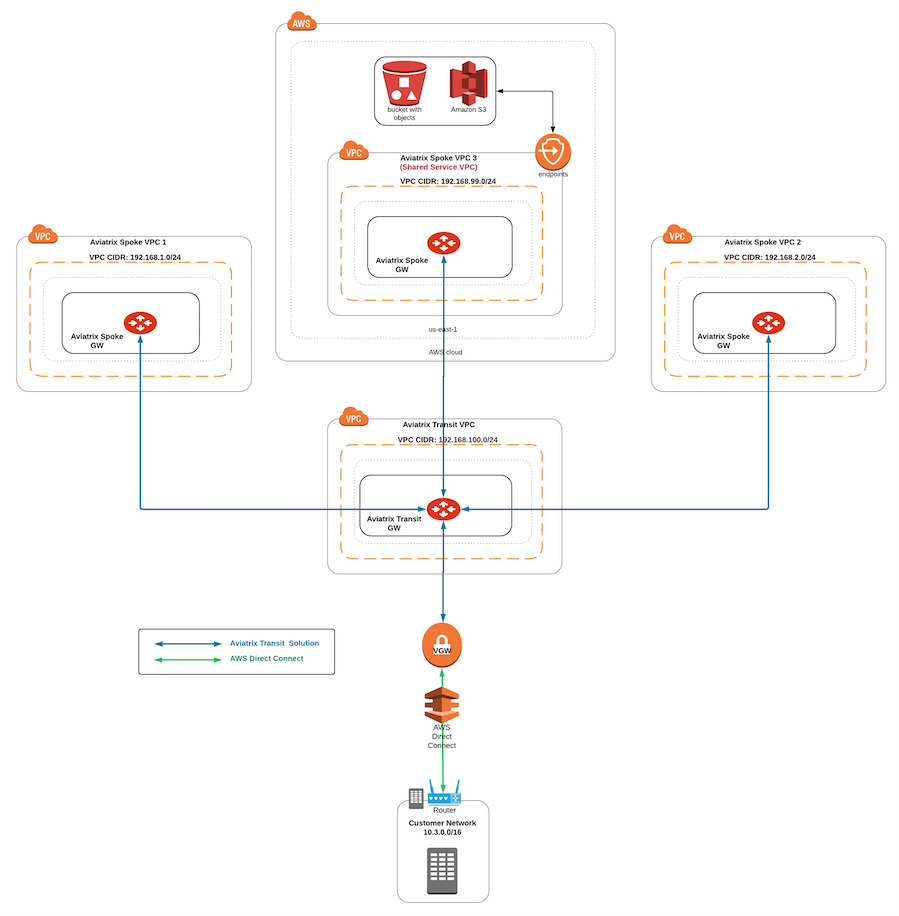 AWS
bucket with
objects
Amazon S3
VPC
Aviatrix Spoke VPC 3
(Shared Service VPC)
VPC CIDR: 192.168.99.0/24
endpoints
Aviatrix Spoke
GW
us-east-1
AWS cloud
VPC
Aviatrix Spoke VPC 1
VPC CIDR: 192.168.1.0/24
Aviatrix Spoke
GW
VPC
Aviatrix Spoke VPC 2
VPC CIDR: 192.168.2.0/24
Aviatrix Spoke
GW
VPC
Aviatrix Transit VPC
VPC CIDR: 192.168.100.0/24
Aviatrix Transit
GW
Aviatrix Transit Solution
AWS Direct Connect
VGW
AWS
Direct
Connect
Router
Customer Network
10.3.0.0/16